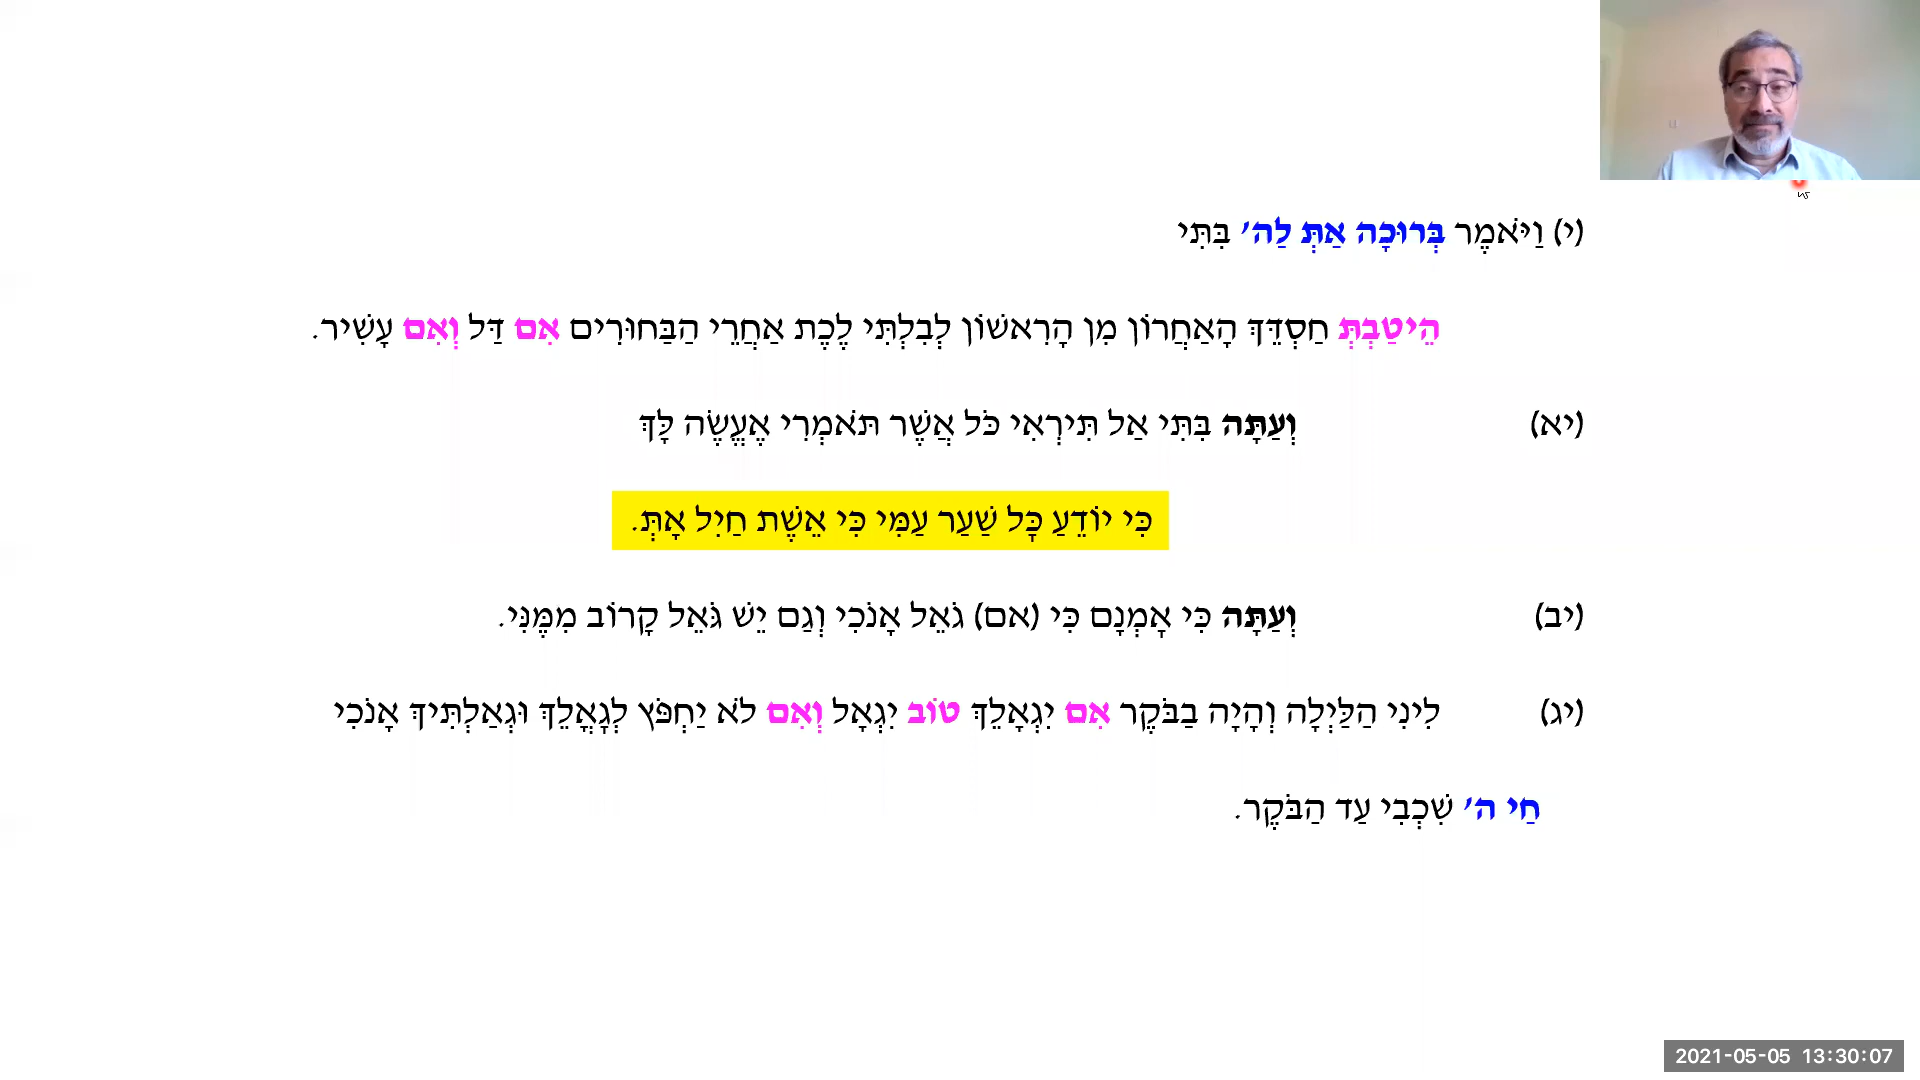 (י) וַיֹּאמֶר בְּרוּכָה אַתְּ לַה׳ בִּתִּי
הֵיטַבְתְּ חַסְדֵּךְ הָאַחֲרוֹן מִן הָרִאשׁוֹן לְבִלְתִּי לֶכֶת אַחֲרֵי הַבַּחוּרִים אִם דַּל וְאִם עָשִׁיר.
(יא) וְעַתָּה בִּתִּי אַל תִּירְאִי כֹּל אֲשֶׁר תֹּאמְרִי אֶעֱשֶׂה לָּךְ
כִּי יוֹדֵעַ כָּל שַׁעַר עַמִּי כִּי אֵשֶׁת חַיִל אָתְּ.
(יב) וְעַתָּה כִּי אָמְנָם כִּי (אם) גֹאֵל אָנֹכִי וְגַם יֵשׁ גֹּאֵל קָרוֹב מִמֶּנִּי.
(יג) לִינִי הַלַּיְלָה וְהָיָה בַבֹּקֶר אִם יִגְאָלֵךְ טוֹב יִגְאָל וְאִם לֹא יַחְפֹּץ לְגָאֳלֵךְ וּגְאַלְתִּיךְ אָנֹכִי
חַי ה׳ שִׁכְבִי עַד הַבֹּקֶר.
2021-05-05 13:30:07